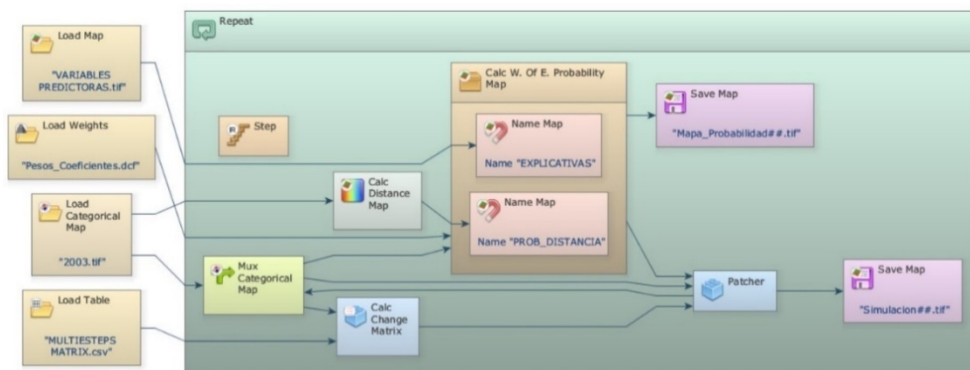 Repeat
Load Map
"VARIABLES
PREDICTORAS.tif"
Load Weights
"Pesos_Coeficientes.dcf"
Load
Categorical
Map
"2003.tif"
Load Table
"MULTIESTEPS
MATRIX.csv"
R
Step
Calc
Distance
Map
Mux
Categorical
Map
Calc
Change
Matrix
Calc W. Of E. Probability
Map
Name Map
Name "EXPLICATIVAS"
Name Map
Name "PROB_DISTANCIA"
Save Map
"Mapa_Probabilidad##.tif"
Patcher
Save Map
"Simulacion##.tif"